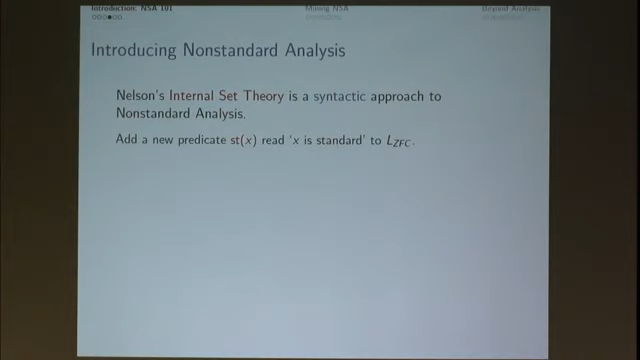 Introduction: NSA 101
Mining NSA
Beyond Analysis
Introducing Nonstandard Analysis
Nelson's Internal Set Theory is a syntactic approach to
Nonstandard Analysis.
Add a new predicate st(x) read 'x is standard' to L_ZFC.